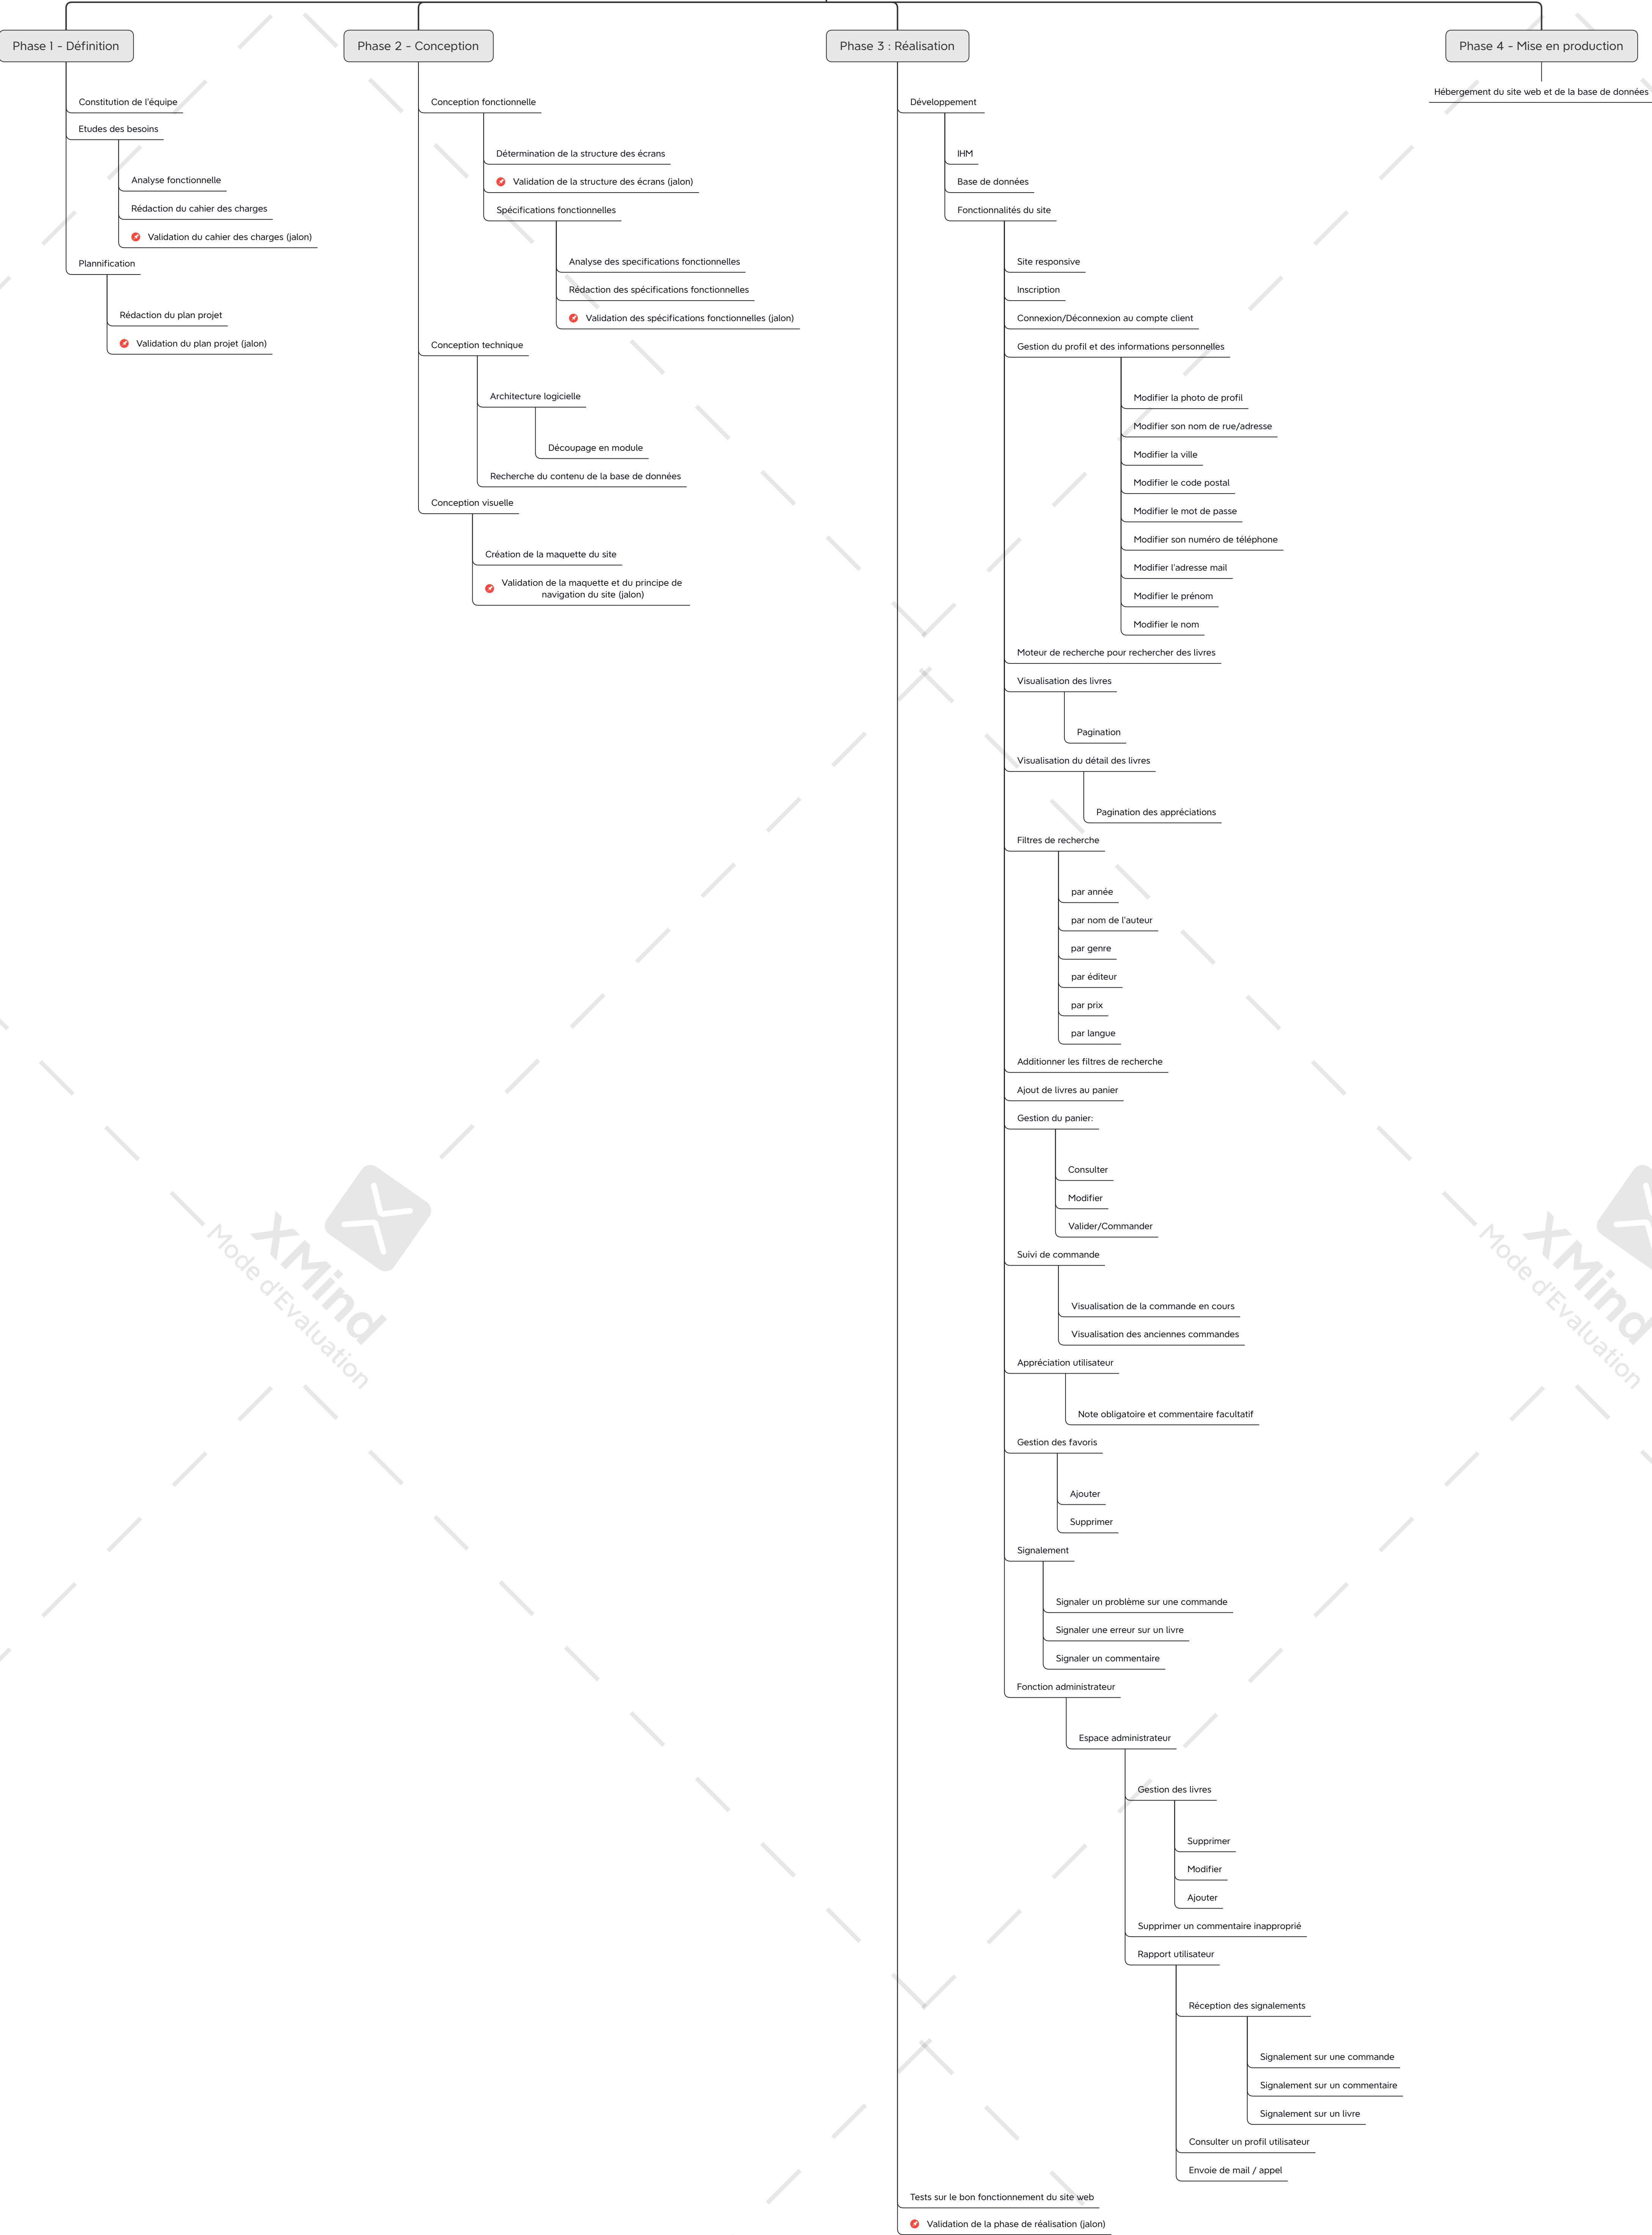 Phase 1 - Définition
Constitution de l'équipe
Etudes des besoins
Analyse fonctionnelle
Rédaction du cahier des charges
Validation du cahier des charges (jalon)
Plannification
Rédaction du plan projet
Validation du plan projet (jalon)
Phase 2 - Conception
Conception fonctionnelle
Détermination de la structure des écrans
Validation de la structure des écrans (jalon)
Spécifications fonctionnelles
Analyse des specifications fonctionnelles
Rédaction des spécifications fonctionnelles
Validation des spécifications fonctionnelles (jalon)
Conception technique
Architecture logicielle
Découpage en module
Recherche du contenu de la base de données
Conception visuelle
Création de la maquette du site
Validation de la maquette et du principe de
navigation du site (jalon)
Phase 3 : Réalisation
Développement
IHM
Base de données
Fonctionnalités du site
Site responsive
Inscription
Connexion/Déconnexion au compte client
Gestion du profil et des informations personnelles
Modifier la photo de profil
Modifier son nom de rue/adresse
Modifier la ville
Modifier le code postal
Modifier le mot de passe
Modifier son numéro de téléphone
Modifier l'adresse mail
Modifier le prénom
Modifier le nom
Moteur de recherche pour rechercher des livres
Visualisation des livres
Pagination
Visualisation du détail des livres
Pagination des appréciations
Filtres de recherche
par année
par nom de l'auteur
par genre
par éditeur
par prix
par langue
Additionner les filtres de recherche
Ajout de livres au panier
Gestion du panier:
Consulter
Modifier
Valider/Commander
Suivi de commande
Visualisation de la commande en cours
Visualisation des anciennes commandes
Appréciation utilisateur
Note obligatoire et commentaire facultatif
Gestion des favoris
Ajouter
Supprimer
Signalement
Signaler un problème sur une commande
Signaler une erreur sur un livre
Signaler un commentaire
Fonction administrateur
Espace administrateur
Gestion des livres
Supprimer
Modifier
Ajouter
Supprimer un commentaire inapproprié
Rapport utilisateur
Réception des signalements
Signalement sur une commande
Signalement sur un commentaire
Signalement sur un livre
Consulter un profil utilisateur
Envoie de mail / appel
Tests sur le bon fonctionnement du site web
Validation de la phase de réalisation (jalon)
Phase 4 - Mise en production
Hébergement du site web et de la base de données
XMind
Mode d'Evaluation
XMind
Mode d'Evaluation